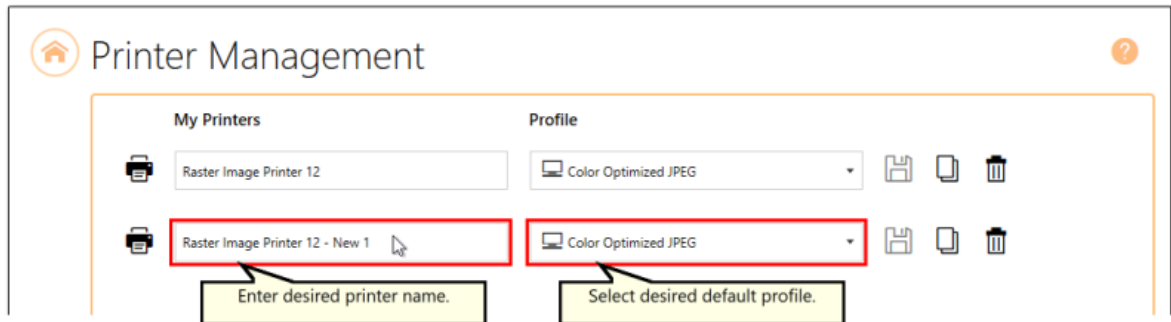 Printer Management
?
My Printers Profile
Raster Image Printer 12 Color Optimized JPEG
Raster Image Printer 12 - New 1 Color Optimized JPEG
Enter desired printer name. Select desired default profile.